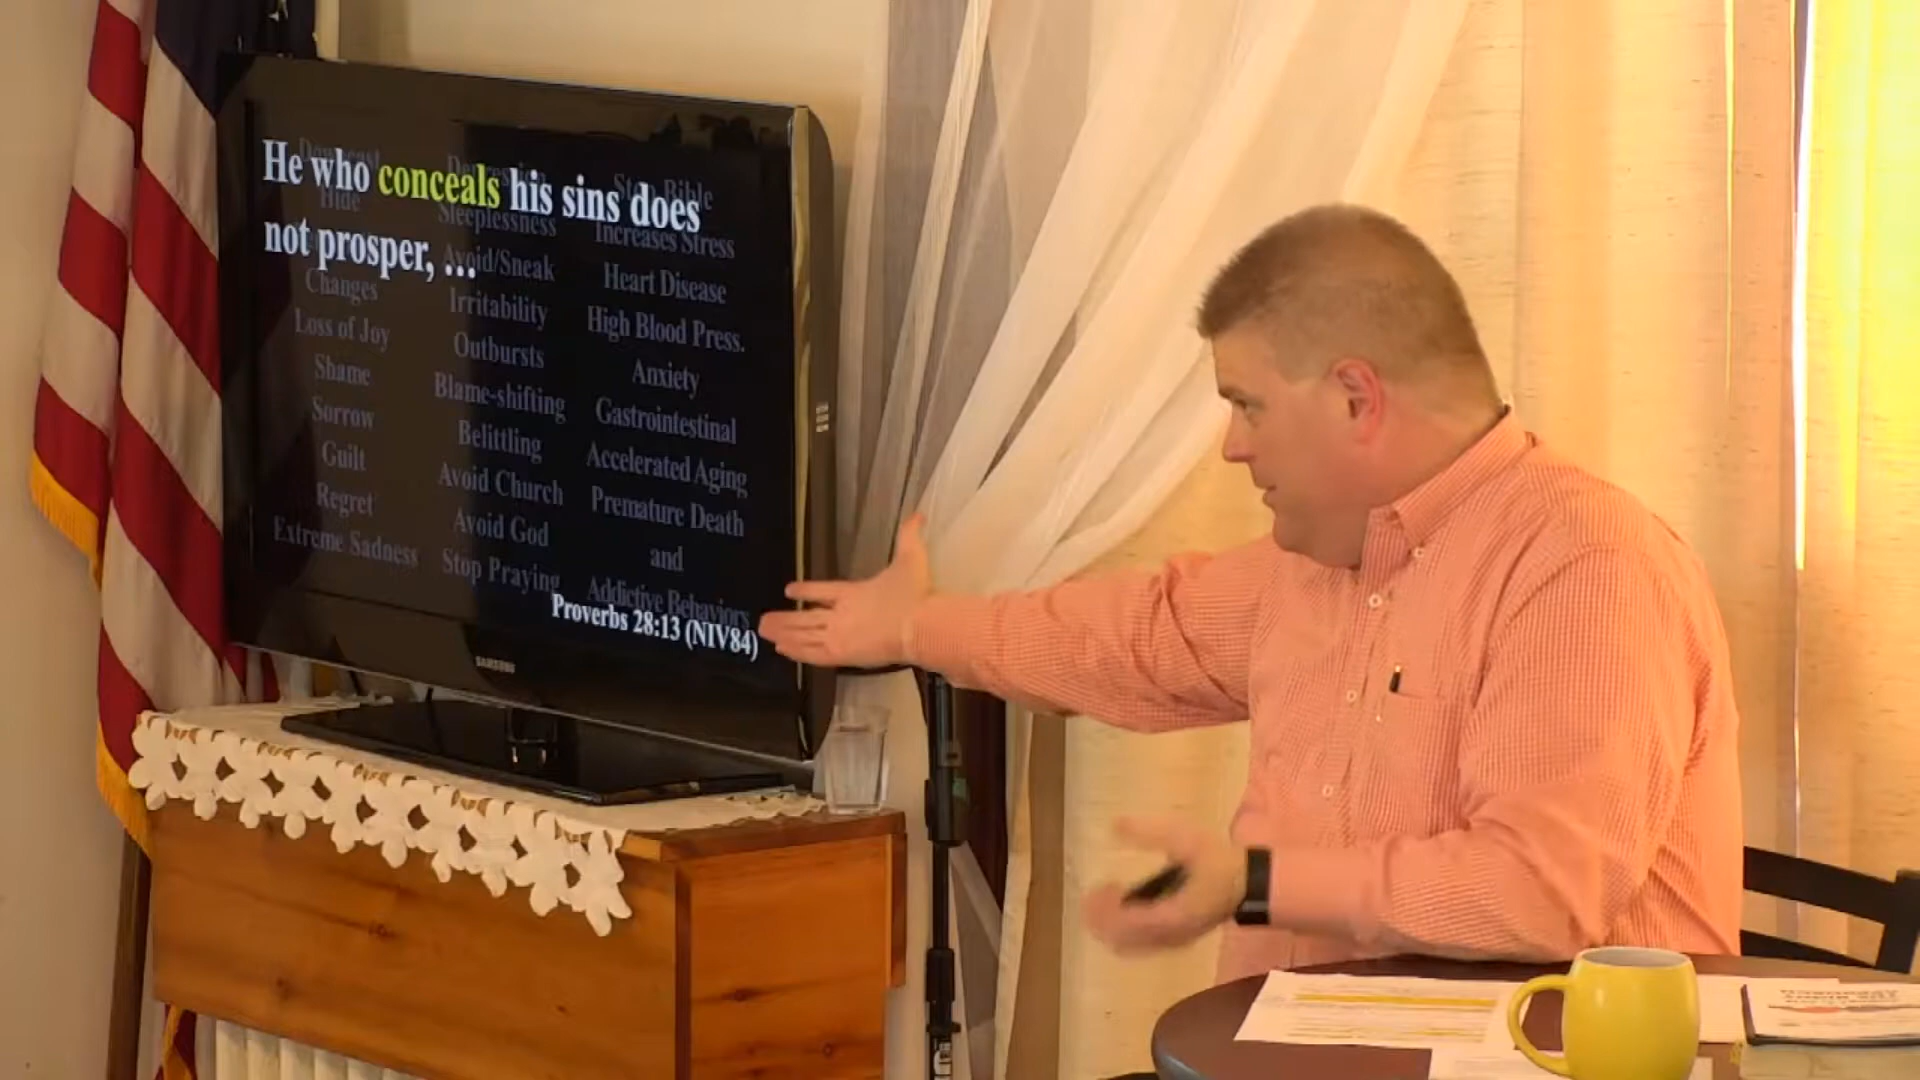 He who conceals his sins does
not prosper, ...
Downcast
Hide
Changes
Loss of Joy
Shame
Sorrow
Guilt
Regret
Extreme Sadness
Depression
Sleeplessness
Avoid/Sneak
Irritability
Outbursts
Blame-shifting
Belittling
Avoid Church
Avoid God
Stop Praying
Stop Bible
Increases Stress
Heart Disease
High Blood Press.
Anxiety
Gastrointestinal
Accelerated Aging
Premature Death
and
Addictive Behaviors
Proverbs 28:13 (NIV84)
SAMSUNG